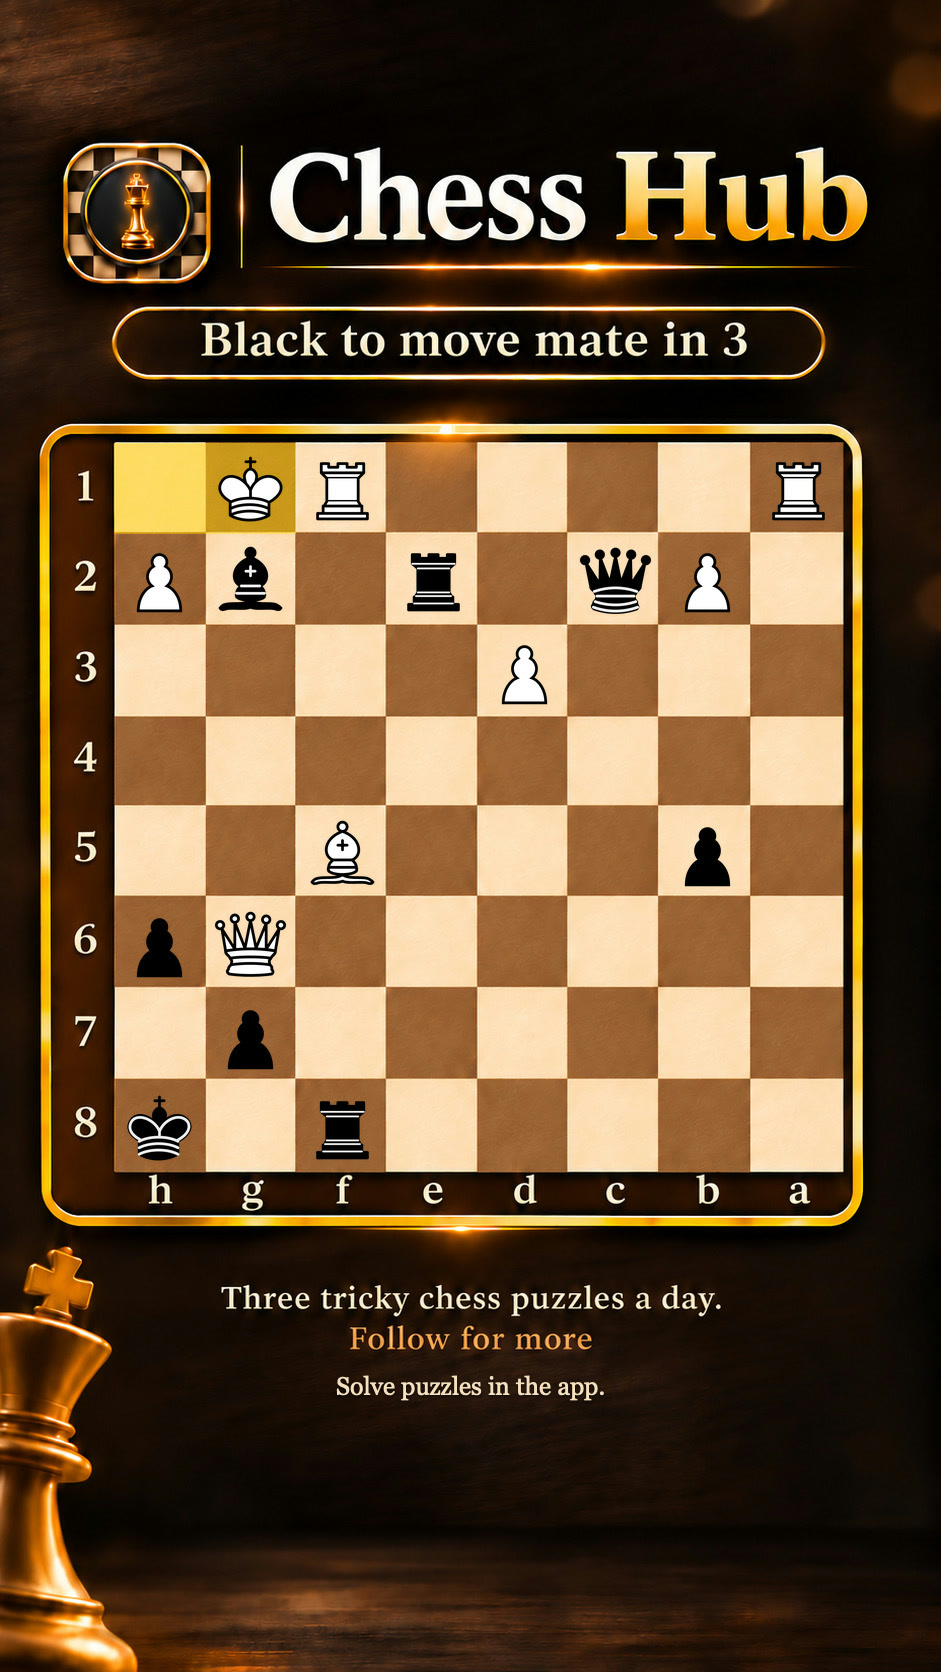 Chess Hub
Black to move mate in 3
1
2
3
4
5
6
7
8
h g f e d c b a
Three tricky chess puzzles a day.
Follow for more
Solve puzzles in the app.